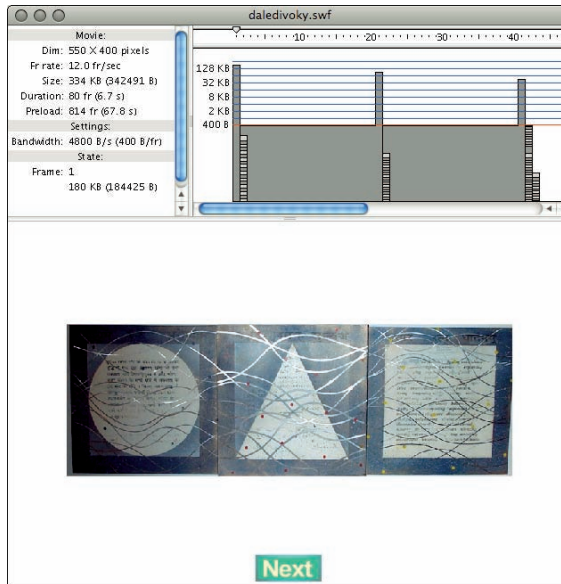 daledivoky.swf
Movie:
Dim: 550 X 400 pixels
Fr rate: 12.0 fr/sec
Size: 334 KB (342491 B)
Duration: 80 fr (6.7 s)
Preload: 814 fr (67.8 s)
Settings:
Bandwidth: 4800 B/s (400 B/fr)
State:
Frame: 1
180 KB (184425 B)
10 20 30 40
128 KB
32 KB
8 KB
2 KB
400 B
Next